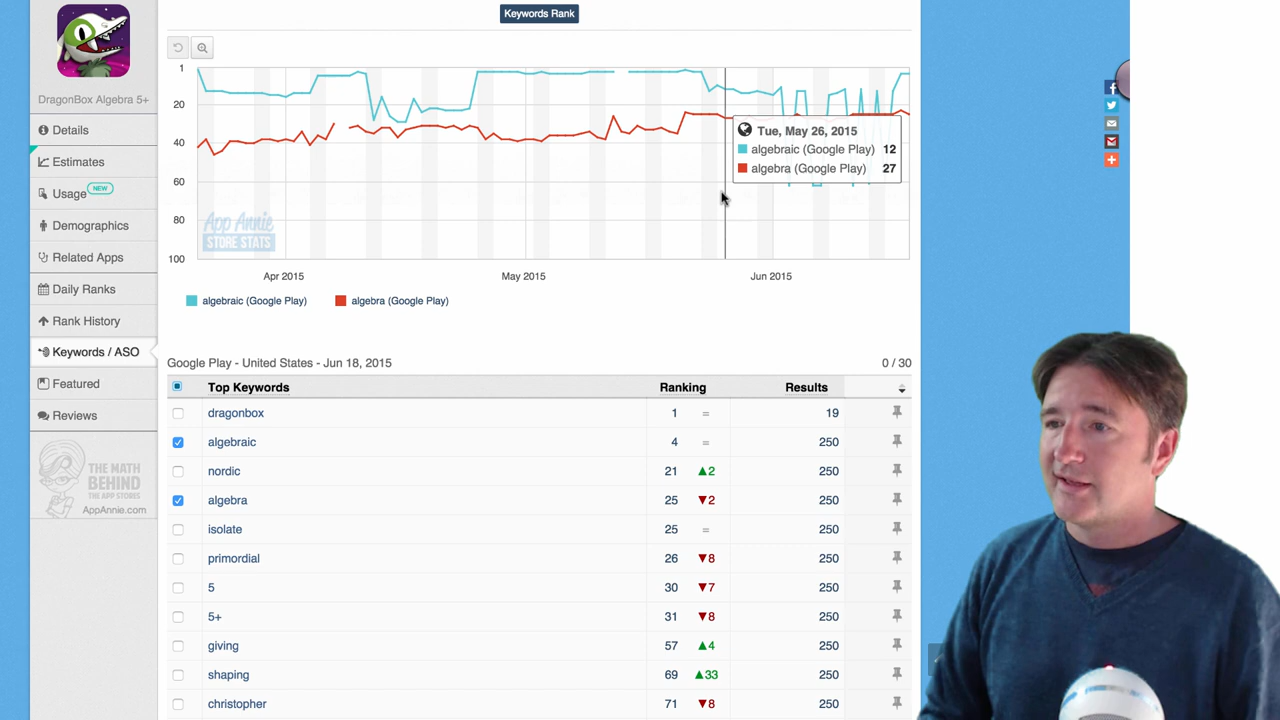 Keywords Rank
DragonBox Algebra 5+
Details
Estimates
Usage NEW
Demographics
Related Apps
Daily Ranks
Rank History
Keywords / ASO
Featured
Reviews
THE MATH
BEHIND
THE APP STORES
AppAnnie.com
1
20
40
60
80
100
App Annie
STORE STATS
Tue, May 26, 2015
algebraic (Google Play) 12
algebra (Google Play) 27
Apr 2015 May 2015 Jun 2015
algebraic (Google Play) algebra (Google Play)
Google Play - United States - Jun 18, 2015 0 / 30
Top Keywords Ranking Results
dragonbox 1 = 19
algebraic 4 = 250
nordic 21 ▲2 250
algebra 25 ▼2 250
isolate 25 = 250
primordial 26 ▼8 250
5 30 ▼7 250
5+ 31 ▼8 250
giving 57 ▲4 250
shaping 69 ▲33 250
christopher 71 ▼8 250